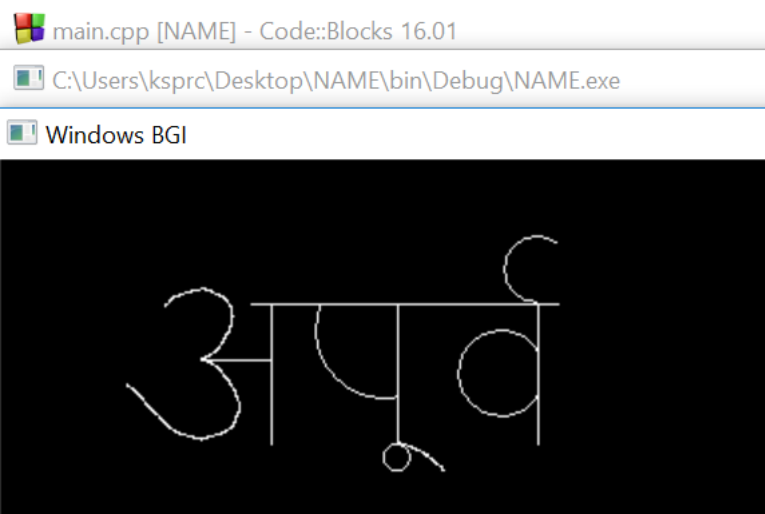 main.cpp [NAME] - Code::Blocks 16.01
C:\Users\ksprc\Desktop\NAME\bin\Debug\NAME.exe
Windows BGI
अपूर्व